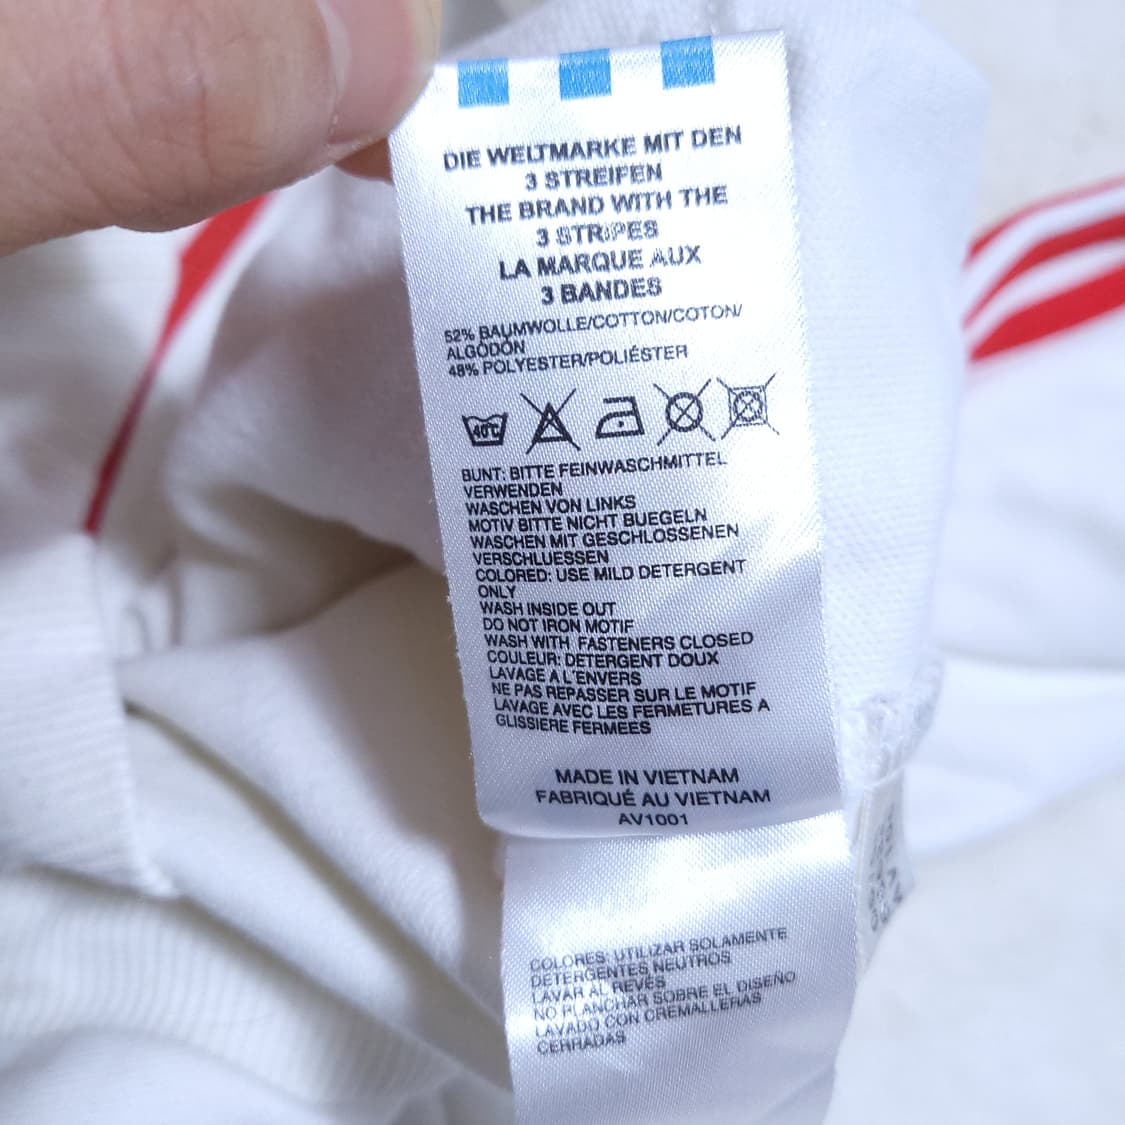 DIE WELTMARKE MIT DEN
3 STREIFEN
THE BRAND WITH THE
3 STRIPES
LA MARQUE AUX
3 BANDES
52% BAUMWOLLE/COTTON/COTON/
ALGODÓN
48% POLYESTER/POLIÉSTER
40°C
BUNT: BITTE FEINWASCHMITTEL
VERWENDEN
WASCHEN VON LINKS
MOTIV BITTE NICHT BUEGELN
WASCHEN MIT GESCHLOSSENEN
VERSCHLUESSEN
COLORED: USE MILD DETERGENT
ONLY
WASH INSIDE OUT
DO NOT IRON MOTIF
WASH WITH FASTENERS CLOSED
COULEUR: DETERGENT DOUX
LAVAGE A L'ENVERS
NE PAS REPASSER SUR LE MOTIF
LAVAGE AVEC LES FERMETURES A
GLISSIERE FERMEES
MADE IN VIETNAM
FABRIQUÉ AU VIETNAM
AV1001
COLORES: UTILIZAR SOLAMENTE
DETERGENTES NEUTROS
LAVAR AL REVÉS
NO PLANCHAR SOBRE EL DISEÑO
LAVADO CON CREMALLERAS
CERRADAS